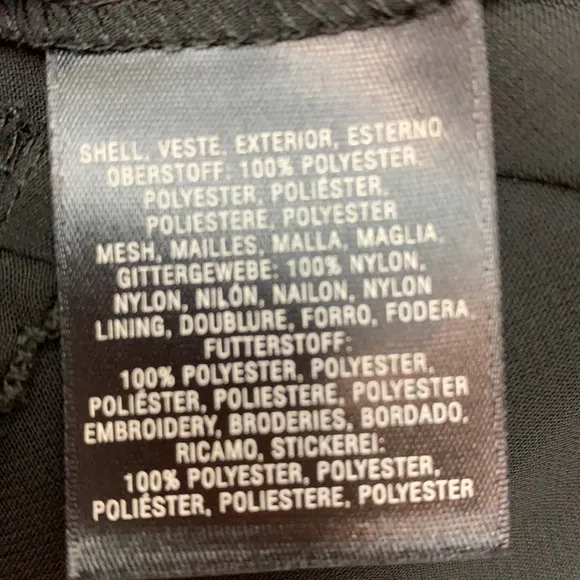 SHELL, VESTE, EXTERIOR, ESTERNO,
OBERSTOFF: 100% POLYESTER,
POLYESTER, POLIÉSTER,
POLIESTERE, POLYESTER
MESH, MAILLES, MALLA, MAGLIA,
GITTERGEWEBE: 100% NYLON,
NYLON, NILÓN, NAILON, NYLON
LINING, DOUBLURE, FORRO, FODERA,
FUTTERSTOFF:
100% POLYESTER, POLYESTER,
POLIÉSTER, POLIESTERE, POLYESTER
EMBROIDERY, BRODERIES, BORDADO,
RICAMO, STICKEREI:
100% POLYESTER, POLYESTER,
POLIÉSTER, POLIESTERE, POLYESTER